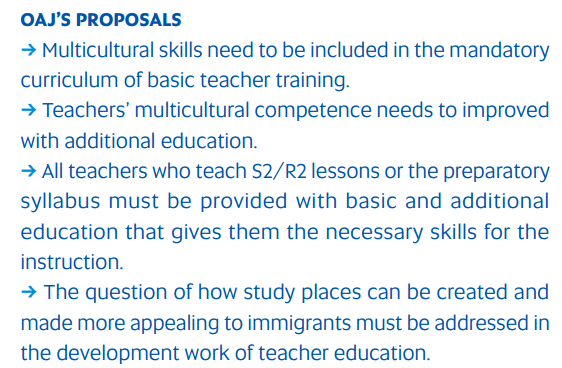 OAJ'S PROPOSALS
→ Multicultural skills need to be included in the mandatory
curriculum of basic teacher training.
→ Teachers' multicultural competence needs to improved
with additional education.
→ All teachers who teach S2/R2 lessons or the preparatory
syllabus must be provided with basic and additional
education that gives them the necessary skills for the
instruction.
→ The question of how study places can be created and
made more appealing to immigrants must be addressed in
the development work of teacher education.